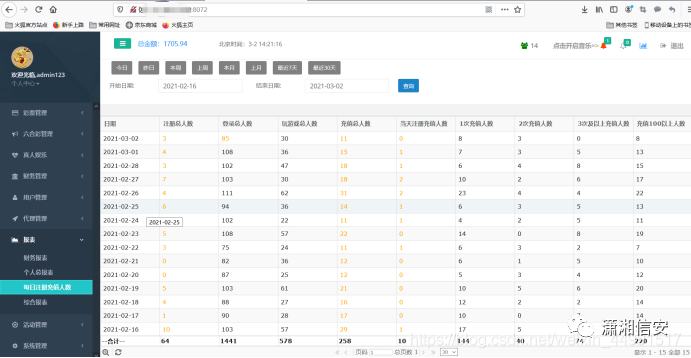 0 :8072
火狐官方站点 新手上路 火狐 常用网址 京东商城 火狐主页 其他书签 移动设备上的书签
总金额: 1705.94 北京时间: 3-2 14:21:16 14 点击开启音乐=> 1 0 退出
欢迎光临,admin123
个人中心
彩票管理
六合彩管理
真人娱乐
财务管理
用户管理
代理管理
报表
财务报表
个人总报表
每日注册充值人数
综合报表
活动管理
系统管理
今日 昨日 本周 上周 本月 上月 最近7天 最近30天
开始日期: 2021-02-16 结束日期: 2021-03-02 查询
日期 注册总人数 登录总人数 玩游戏总人数 充值总人数 当天注册充值人数 1次充值人数 2次充值人数 3次及以上充值人数 充值100以上人数
2021-03-02 3 95 30 11 0 8 3 0 8
2021-03-01 4 108 36 15 1 7 3 5 13
2021-02-28 3 102 47 18 1 6 4 8 15
2021-02-27 7 103 30 18 2 10 2 6 17
2021-02-26 4 111 62 31 2 23 4 4 22
2021-02-25 6 94 36 14 1 6 3 5 13
2021-02-24 102 22 11 1 4 2 5 11
2021-02-25
2021-02-23 5 108 57 22 0 14 0 8 19
2021-02-22 3 75 24 11 1 6 3 2 7
2021-02-21 0 82 36 12 0 6 1 5 10
2021-02-20 0 87 25 12 0 5 3 4 12
2021-02-19 5 103 61 21 0 10 5 6 20
2021-02-18 4 88 27 16 0 12 2 2 14
2021-02-17 1 90 28 17 0 14 0 10
2021-02-16 10 103 57 29 1 13 5
--合计-- 64 1441 578 258 10 144 40 74 220
页码 1 总页数 1 30 显示 1 - 15 全部 15
潇湘信安